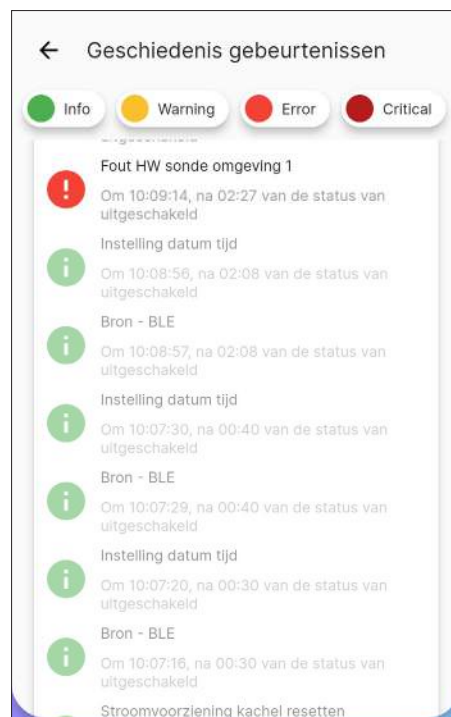 Geschiedenis gebeurtenissen
Info
Warning
Error
Critical
uitgeschakeld
Fout HW sonde omgeving 1
Om 10:09:14, na 02:27 van de status van
uitgeschakeld
Instelling datum tijd
Om 10:08:56, na 02:08 van de status van
uitgeschakeld
Bron - BLE
Om 10:08:57, na 02:08 van de status van
uitgeschakeld
Instelling datum tijd
Om 10:07:30, na 00:40 van de status van
uitgeschakeld
Bron - BLE
Om 10:07:29, na 00:40 van de status van
uitgeschakeld
Instelling datum tijd
Om 10:07:20, na 00:30 van de status van
uitgeschakeld
Bron - BLE
Om 10:07:16, na 00:30 van de status van
uitgeschakeld
Stroomvoorziening kachel resetten